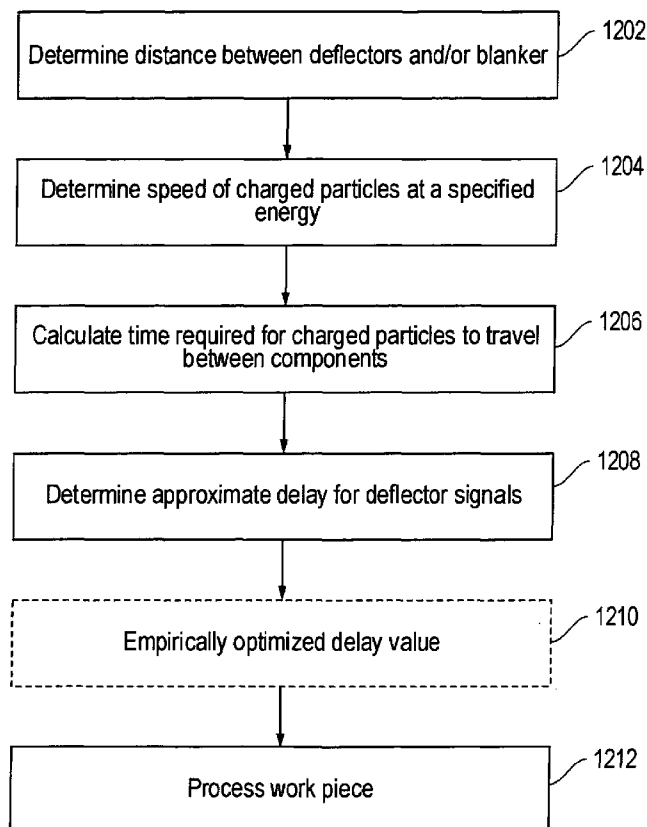 1202
Determine distance between deflectors and/or blanker
1204
Determine speed of charged particles at a specified
energy
1206
Calculate time required for charged particles to travel
between components
1208
Determine approximate delay for deflector signals
1210
Empirically optimized delay value
1212
Process work piece